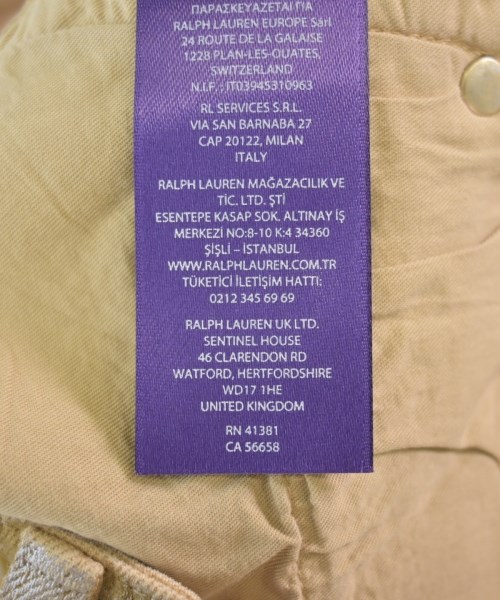 ΠΑΡΑΣΚΕΥΑΖΕΤΑΙ ΓΙΑ
RALPH LAUREN EUROPE Sàrl
24 ROUTE DE LA GALAISE
1228 PLAN-LES-OUATES,
SWITZERLAND
N.I.F.: IT03945310963
RL SERVICES S.R.L.
VIA SAN BARNABA 27
CAP 20122, MILAN
ITALY
RALPH LAUREN MAĞAZACILIK VE
TİC. LTD. ŞTİ
ESENTEPE KASAP SOK. ALTINAY İŞ
MERKEZİ NO:8-10 K:4 34360
ŞİŞLİ – İSTANBUL
WWW.RALPHLAUREN.COM.TR
TÜKETİCİ İLETİŞİM HATTI:
0212 345 69 69
RALPH LAUREN UK LTD.
SENTINEL HOUSE
46 CLARENDON RD
WATFORD, HERTFORDSHIRE
WD17 1HE
UNITED KINGDOM
RN 41381
CA 56658